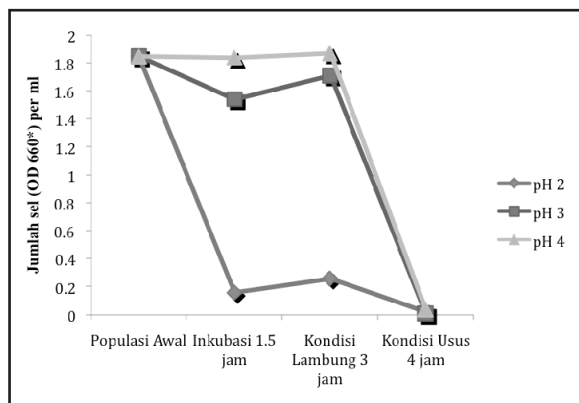 Jumlah sel (OD 660*) per ml
2
1.8
1.6
1.4
1.2
1
0.8
0.6
0.4
0.2
0
Populasi Awal Inkubasi 1.5 jam
Kondisi Lambung 3 jam
Kondisi Usus 4 jam
pH 2
pH 3
pH 4